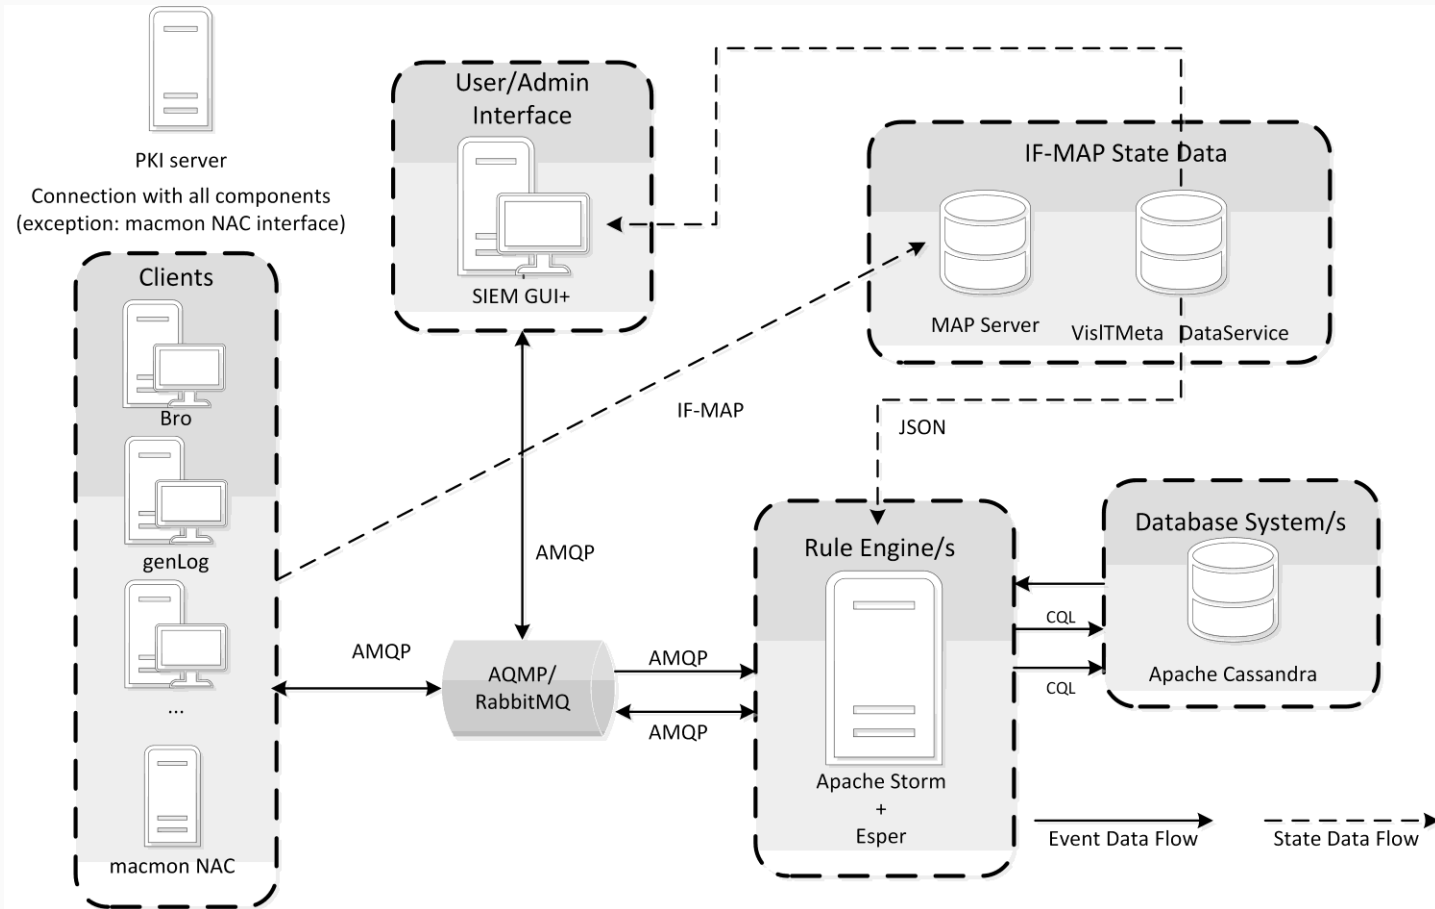 PKI server
Connection with all components
(exception: macmon NAC interface)
Clients
Bro
genLog
...
macmon NAC
User/Admin
Interface
SIEM GUI+
IF-MAP State Data
MAP Server
VisITMeta DataService
IF-MAP
JSON
AMQP
AMQP
AQMP/
RabbitMQ
AMQP
AMQP
Rule Engine/s
Apache Storm
+
Esper
CQL
CQL
Database System/s
Apache Cassandra
Event Data Flow
State Data Flow